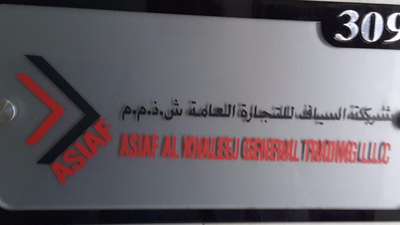 309
شركة السياف للتجارة العامة ش.ذ.م.م
ASIAF AL KHALEEJ GENERAL TRADING L.L.C
ASIAF